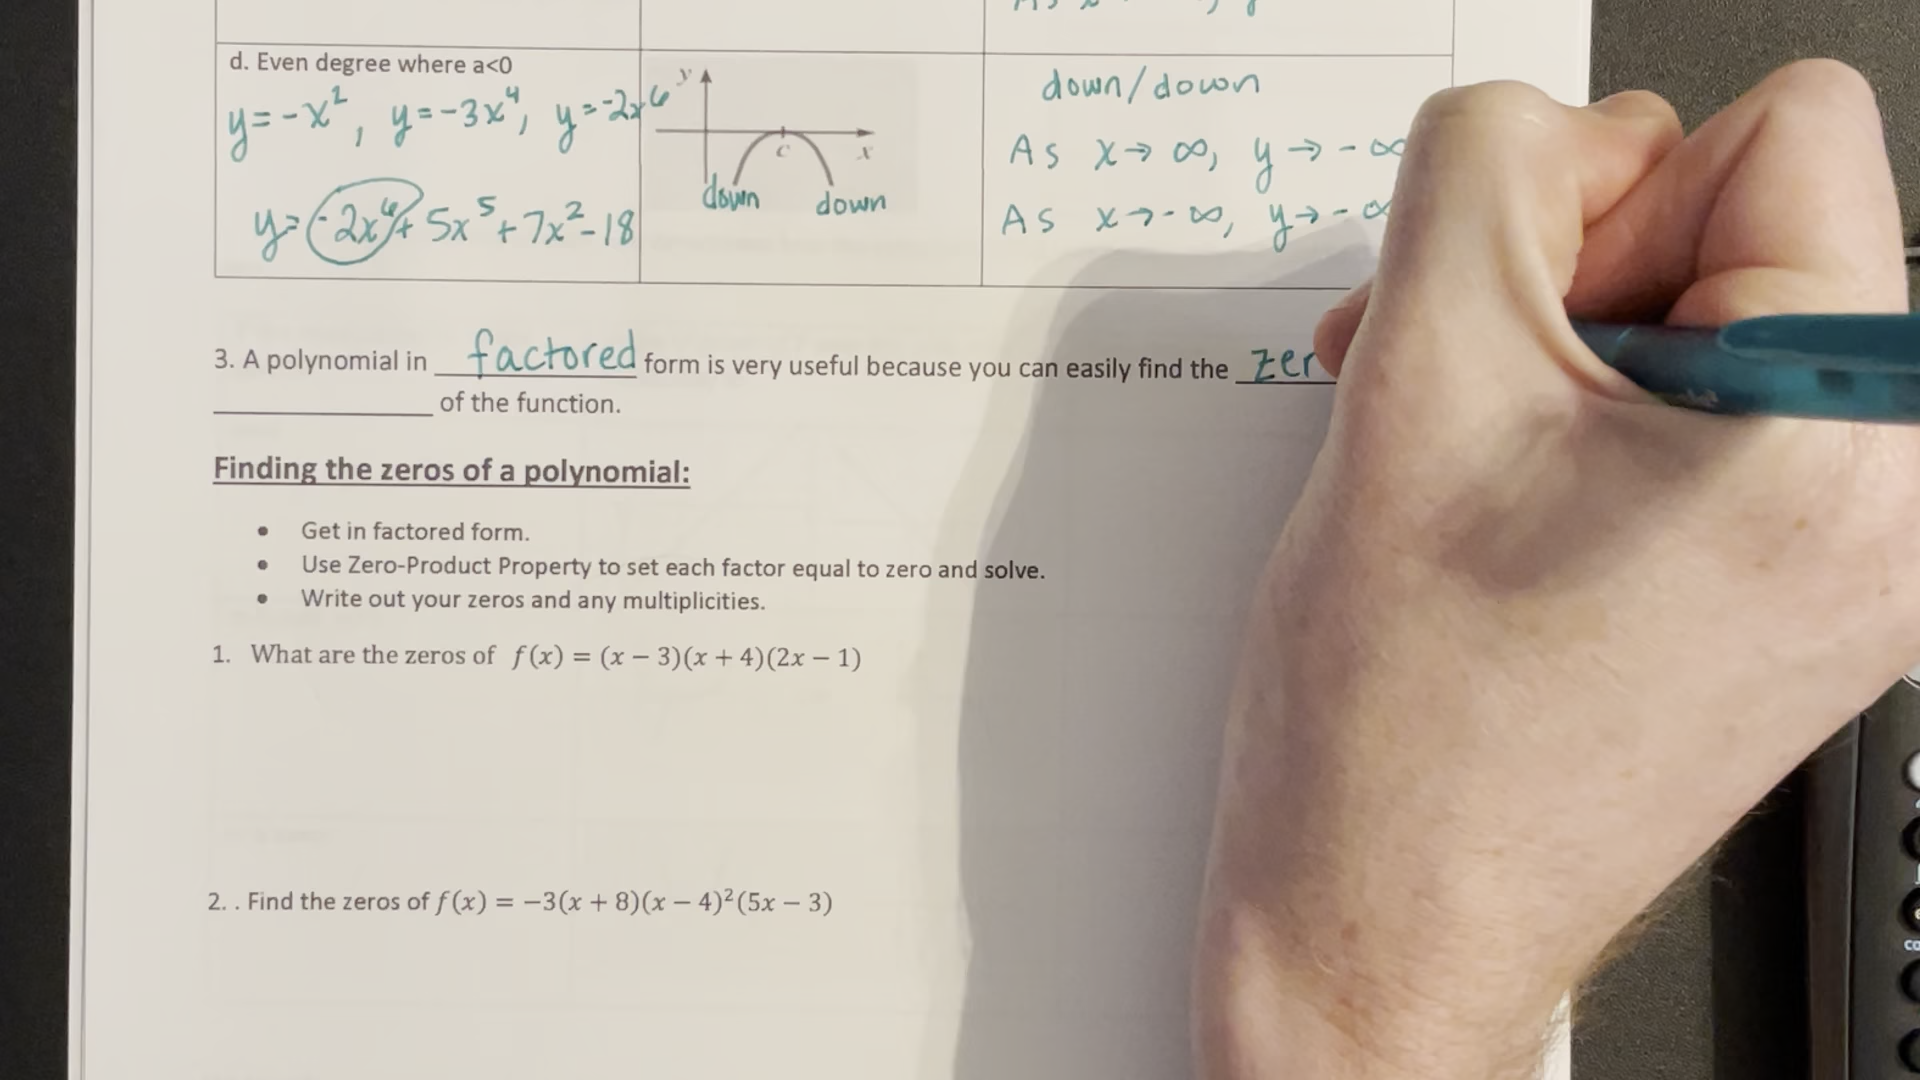 d. Even degree where a<0
y=-x², y=-3x⁴, y=-2x⁶
y=-2x⁶+5x⁵+7x²-18
y
c
x
down down
down/down
As x→∞, y→-∞
As x→-∞, y→-∞
3. A polynomial in factored form is very useful because you can easily find the zer
of the function.
Finding the zeros of a polynomial:
• Get in factored form.
• Use Zero-Product Property to set each factor equal to zero and solve.
• Write out your zeros and any multiplicities.
1. What are the zeros of f(x) = (x − 3)(x + 4)(2x − 1)
2. . Find the zeros of f(x) = −3(x + 8)(x − 4)²(5x − 3)